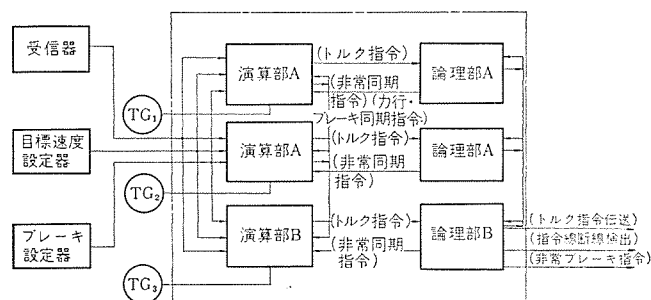 受信器
目標速度
設定器
ブレーキ
設定器
TG₁
TG₂
TG₃
演算部A
(トルク指令)
論理部A
(非常同期
指令)(力行・
ブレーキ同期指令)
演算部A
(トルク指令)
論理部A
(非常同期
指令)
演算部B
(トルク指令)
論理部B
(非常同期
指令)
(トルク指令伝送)
(指令線断線検出)
(非常ブレーキ指令)